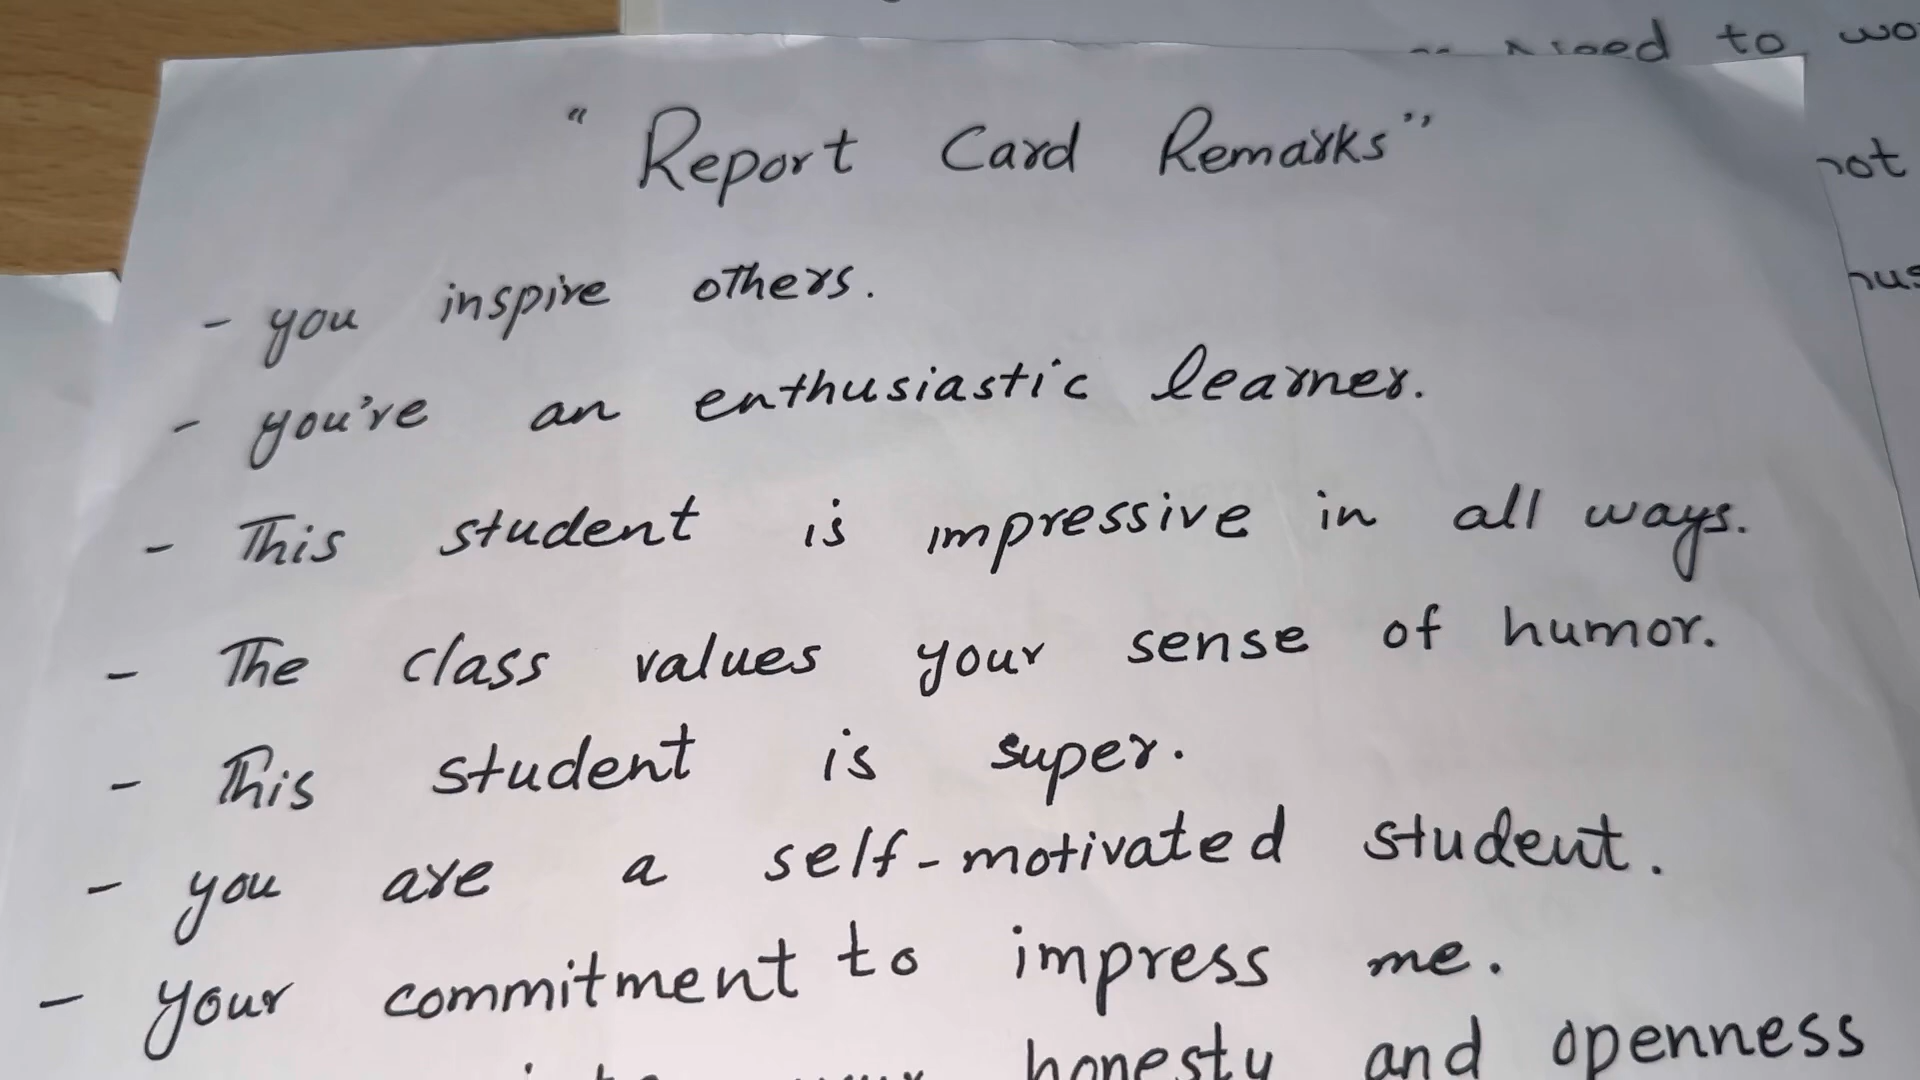 Need to wo
"Report Card Remarks"
not
- you inspire others.
hus
- you're an enthusiastic learner.
- This student is impressive in all ways.
- The class values your sense of humor.
- This student is super.
- you are a self-motivated student.
- your commitment to impress me.
honesty and openness